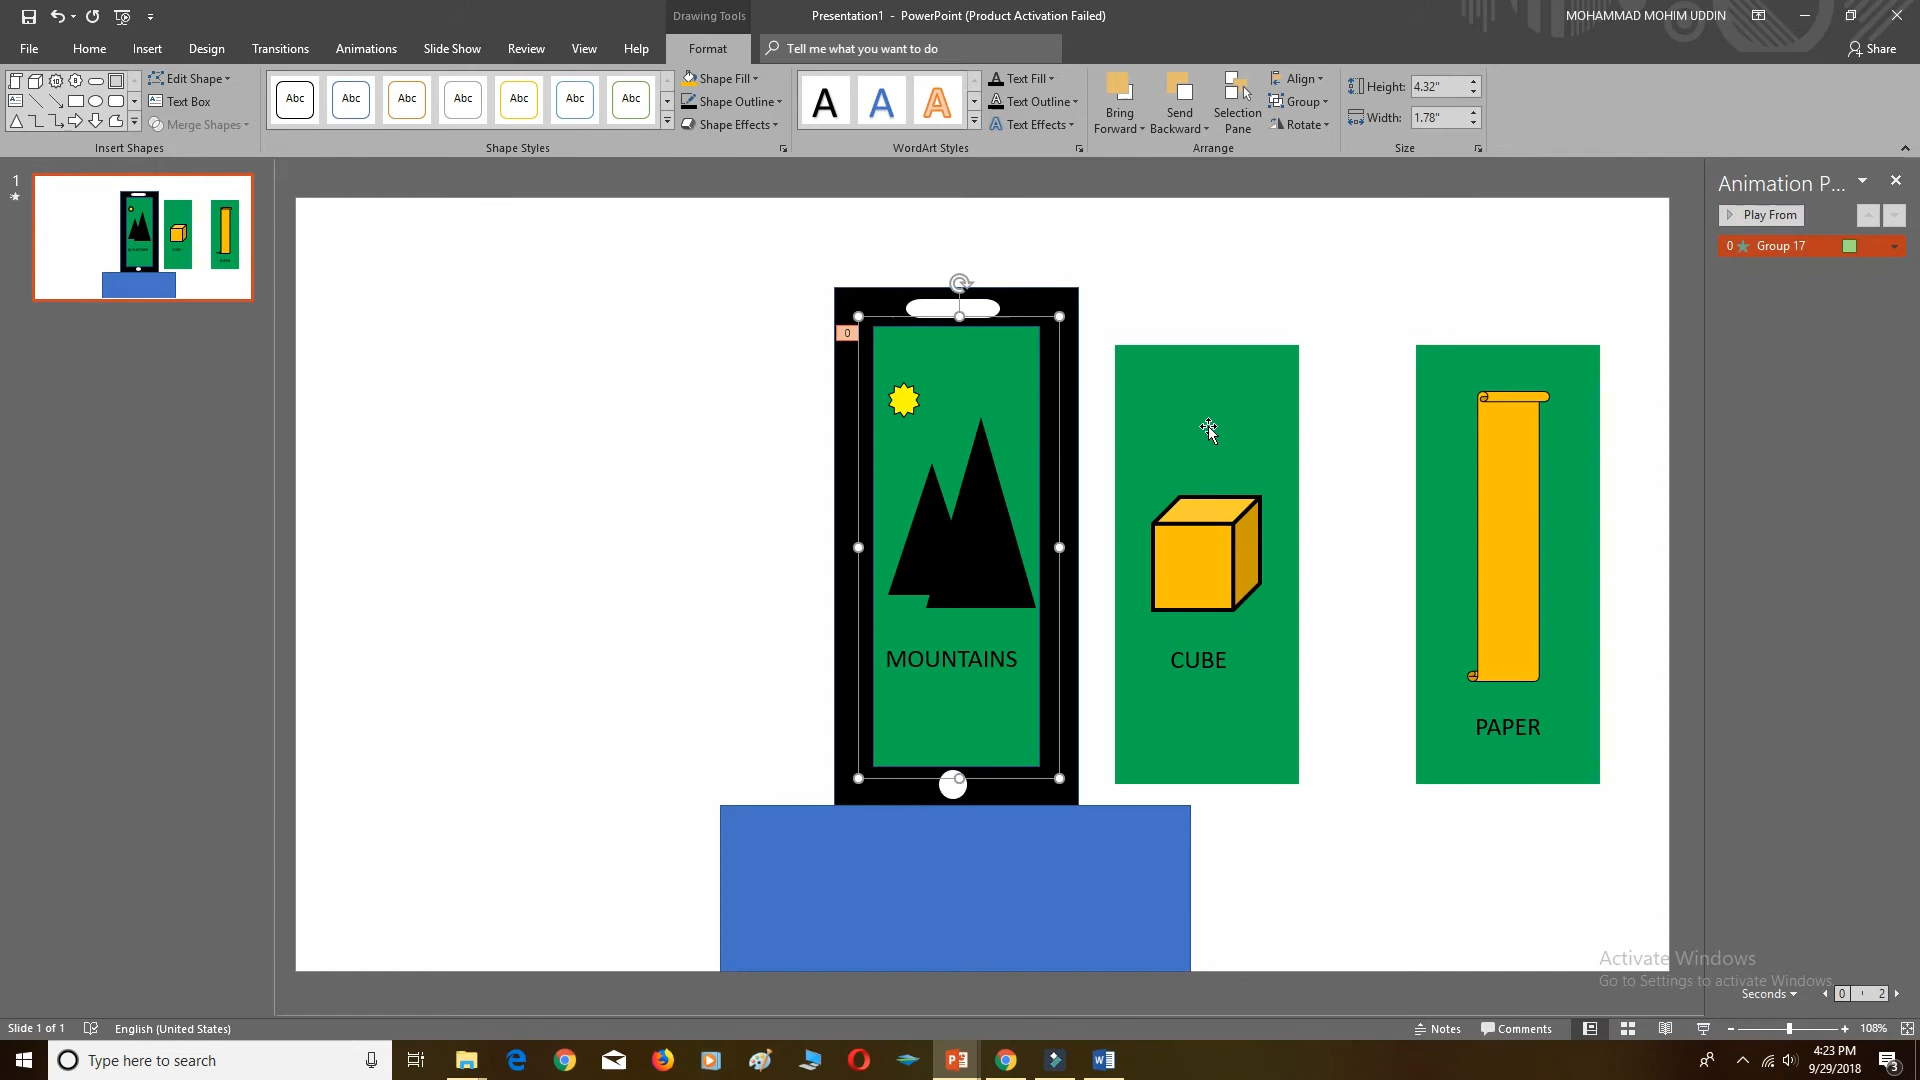 Drawing Tools
Presentation1 - PowerPoint (Product Activation Failed)
MOHAMMAD MOHIM UDDIN
File Home Insert Design Transitions Animations Slide Show Review View Help Format Tell me what you want to do Share
Edit Shape
Text Box
Merge Shapes
Insert Shapes
Abc Abc Abc Abc Abc Abc Abc
Shape Styles
Shape Fill
Shape Outline
Shape Effects
A A A
WordArt Styles
Text Fill
Text Outline
Text Effects
Bring Forward
Send Backward
Selection Pane
Align
Group
Rotate
Arrange
Height: 4.32"
Width: 1.78"
Size
1
Animation P...
Play From
0 Group 17
0
MOUNTAINS
CUBE
PAPER
Activate Windows
Go to Settings to activate Windows.
Seconds 0 2
Slide 1 of 1 English (United States) Notes Comments 108%
Type here to search
4:23 PM
9/29/2018
3